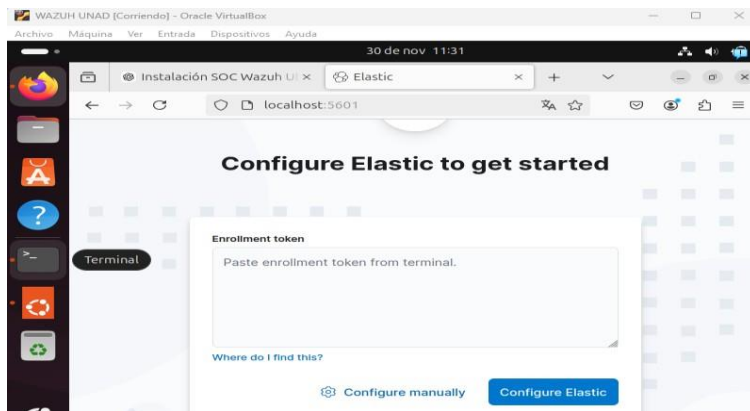 WAZUH UNAD [Corriendo] - Oracle VirtualBox
Archivo Máquina Ver Entrada Dispositivos Ayuda
30 de nov 11:31
Instalación SOC Wazuh U
Elastic
localhost:5601
Configure Elastic to get started
Enrollment token
Terminal
Paste enrollment token from terminal.
Where do I find this?
Configure manually
Configure Elastic